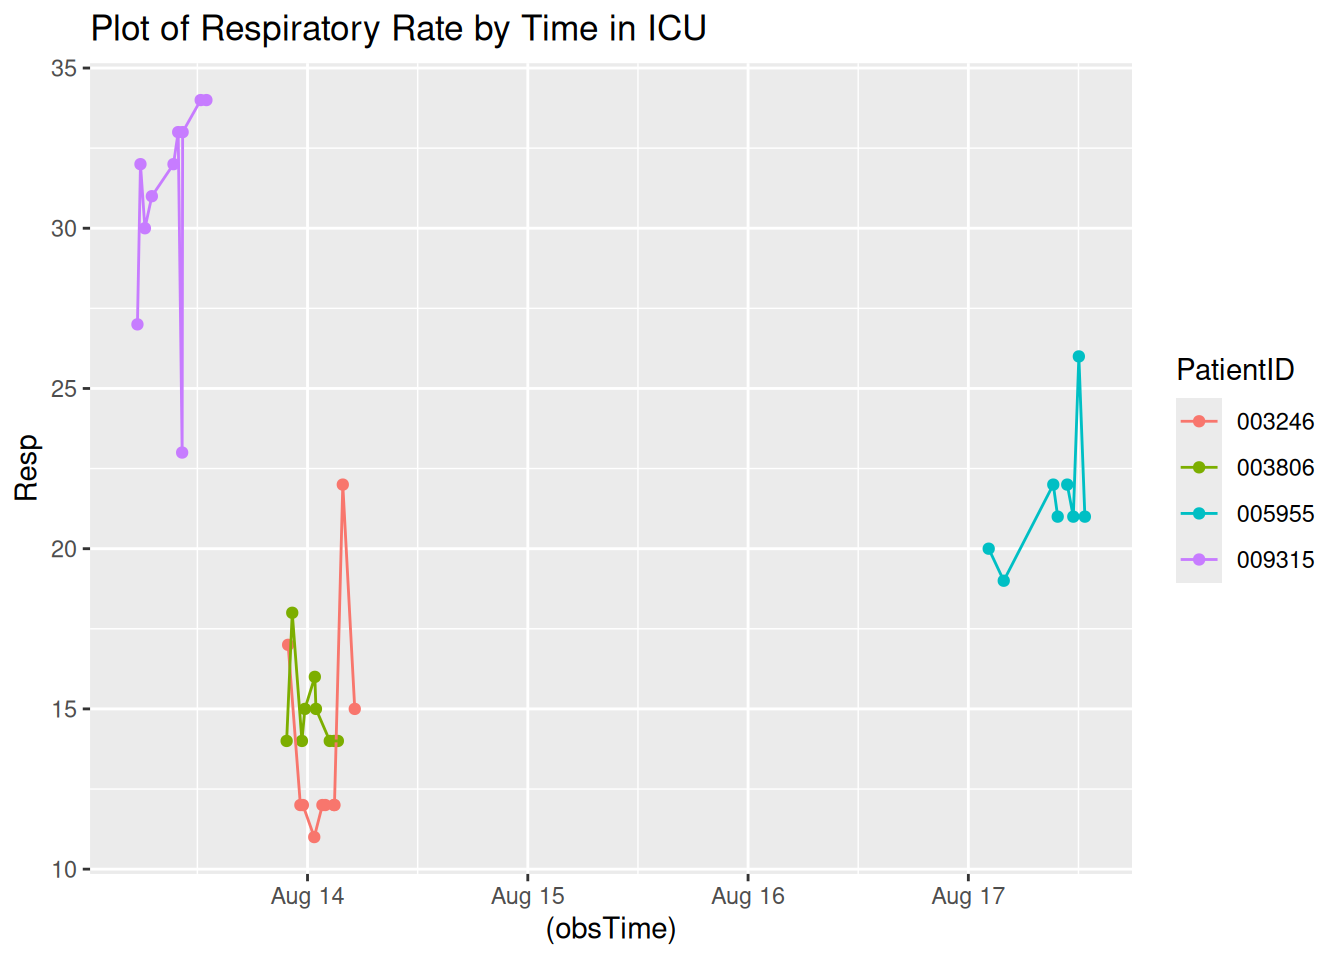 Plot of Respiratory Rate by Time in ICU
35
30
25
20
15
10
Resp
Aug 14
Aug 15
Aug 16
Aug 17
(obsTime)
PatientID
003246
003806
005955
009315